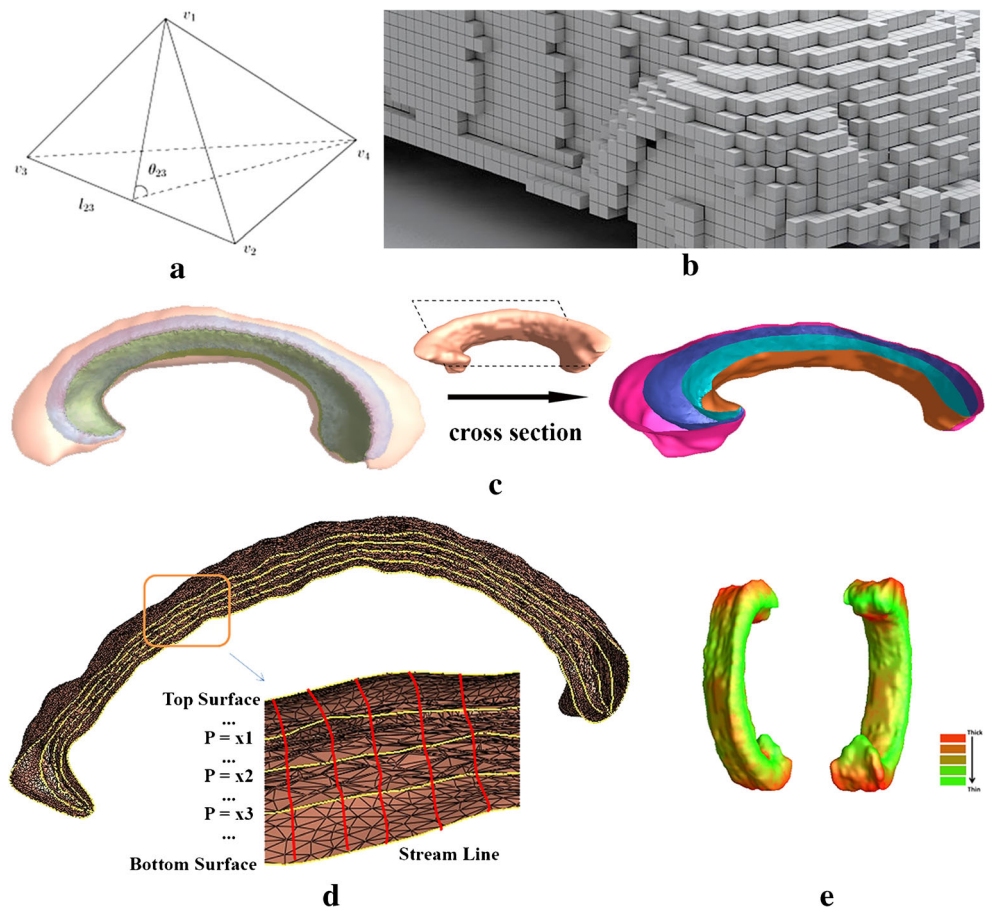 v₁
v₃
v₄
θ₂₃
l₂₃
v₂
a
b
cross section
c
Top Surface
...
P = x1
...
P = x2
...
P = x3
...
Bottom Surface
Stream Line
d
Thick
Thin
e